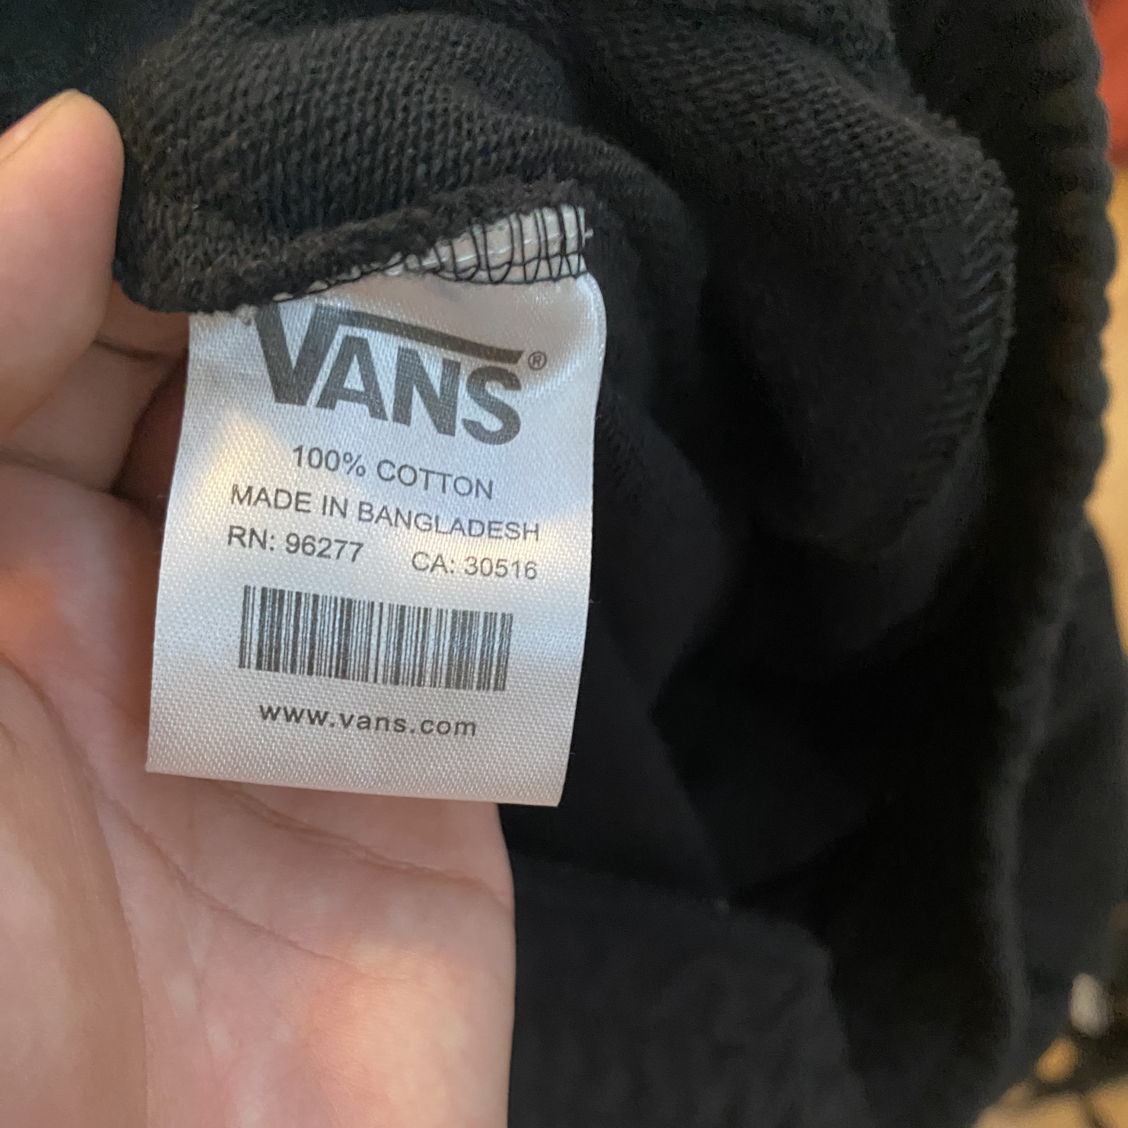 VANS®
100% COTTON
MADE IN BANGLADESH
RN: 96277 CA: 30516
www.vans.com